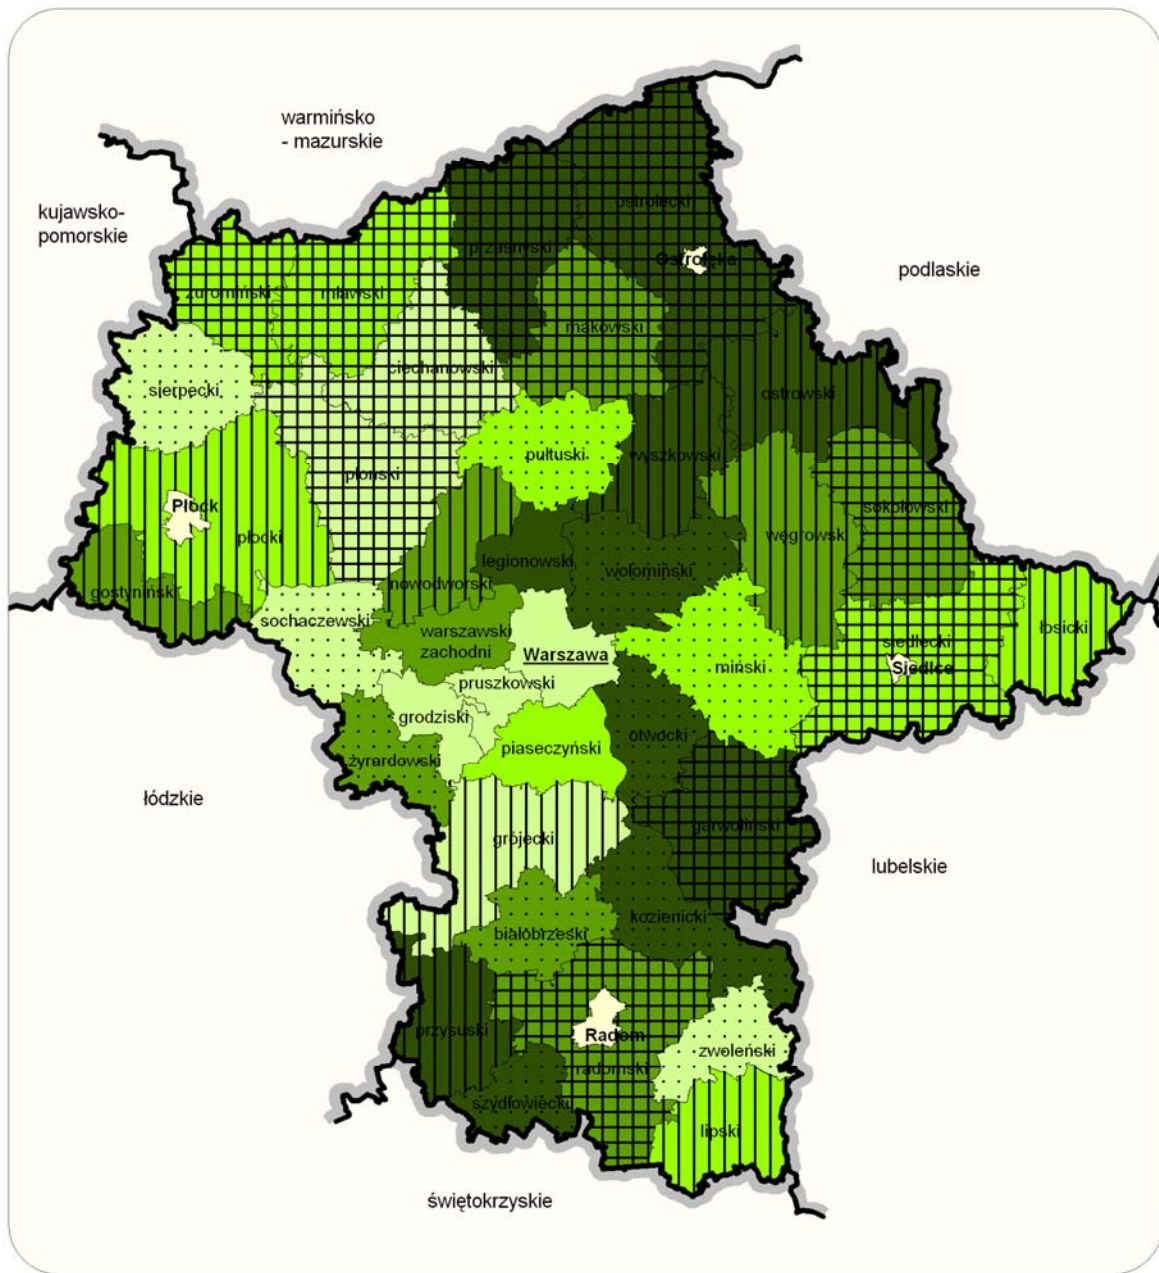 warmińsko
- mazurskie
kujawsko-
pomorskie
podlaskie
ostrołęcki
przasnyski
Ostrołęka
żuromiński
mławski
makowski
ciechanowski
sierpecki
ostrowski
pułtuski
wyszkowski
płoński
Płock
sokołowski
węgrowsk
płocki
legionowski
wołomiński
nowodworski
gostynińsk
sochaczewski
łosicki
warszawski
zachodni
siedlecki
Warszawa
Siedlce
miński
pruszkowski
grodziski
otwocki
piaseczyński
żyrardowski
łódzkie
garwoliński
grójecki
lubelskie
kozienicki
białobrzeski
przysuski
Radom
zwoleński
radomski
szydłowiecki
lipski
świętokrzyskie